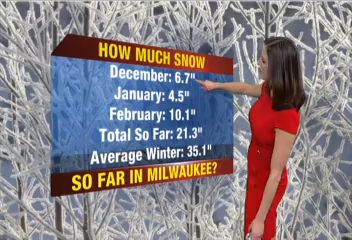 HOW MUCH SNOW
December: 6.7"
January: 4.5"
February: 10.1"
Total So Far: 21.3"
Average Winter: 35.1"
SO FAR IN MILWAUKEE?